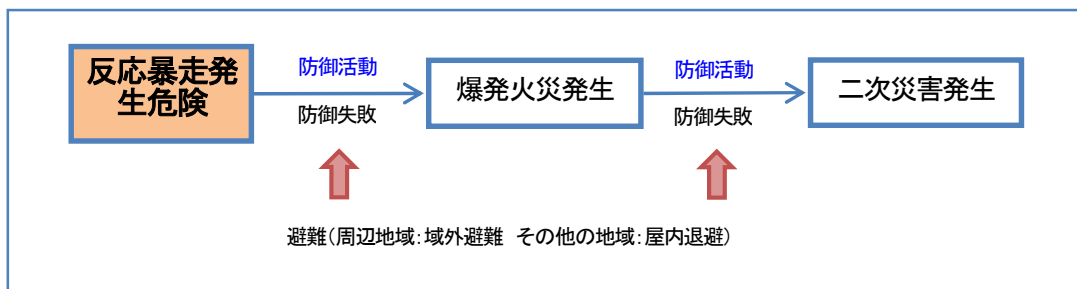 反応暴走発
生危険
防御活動
防御失敗
爆発火災発生
防御活動
防御失敗
二次災害発生
避難(周辺地域:域外避難 その他の地域:屋内退避)